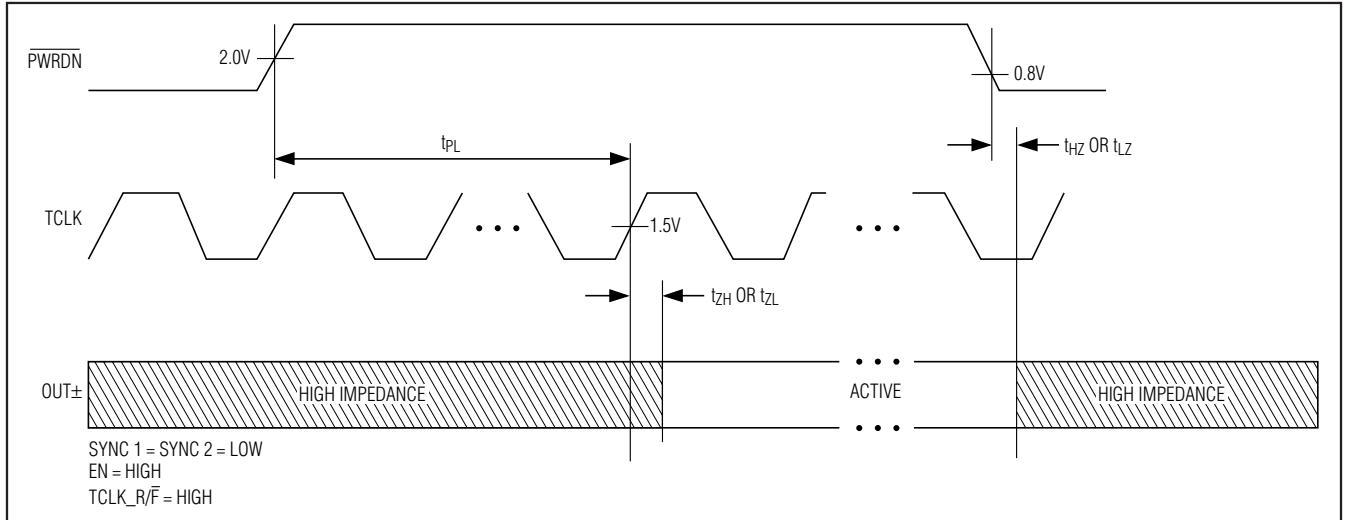 PWRDN
2.0V
0.8V
tPL
tHZ OR tLZ
TCLK
1.5V
tZH OR tZL
OUT±
HIGH IMPEDANCE
ACTIVE
HIGH IMPEDANCE
SYNC 1 = SYNC 2 = LOW
EN = HIGH
TCLK_R/F̅ = HIGH